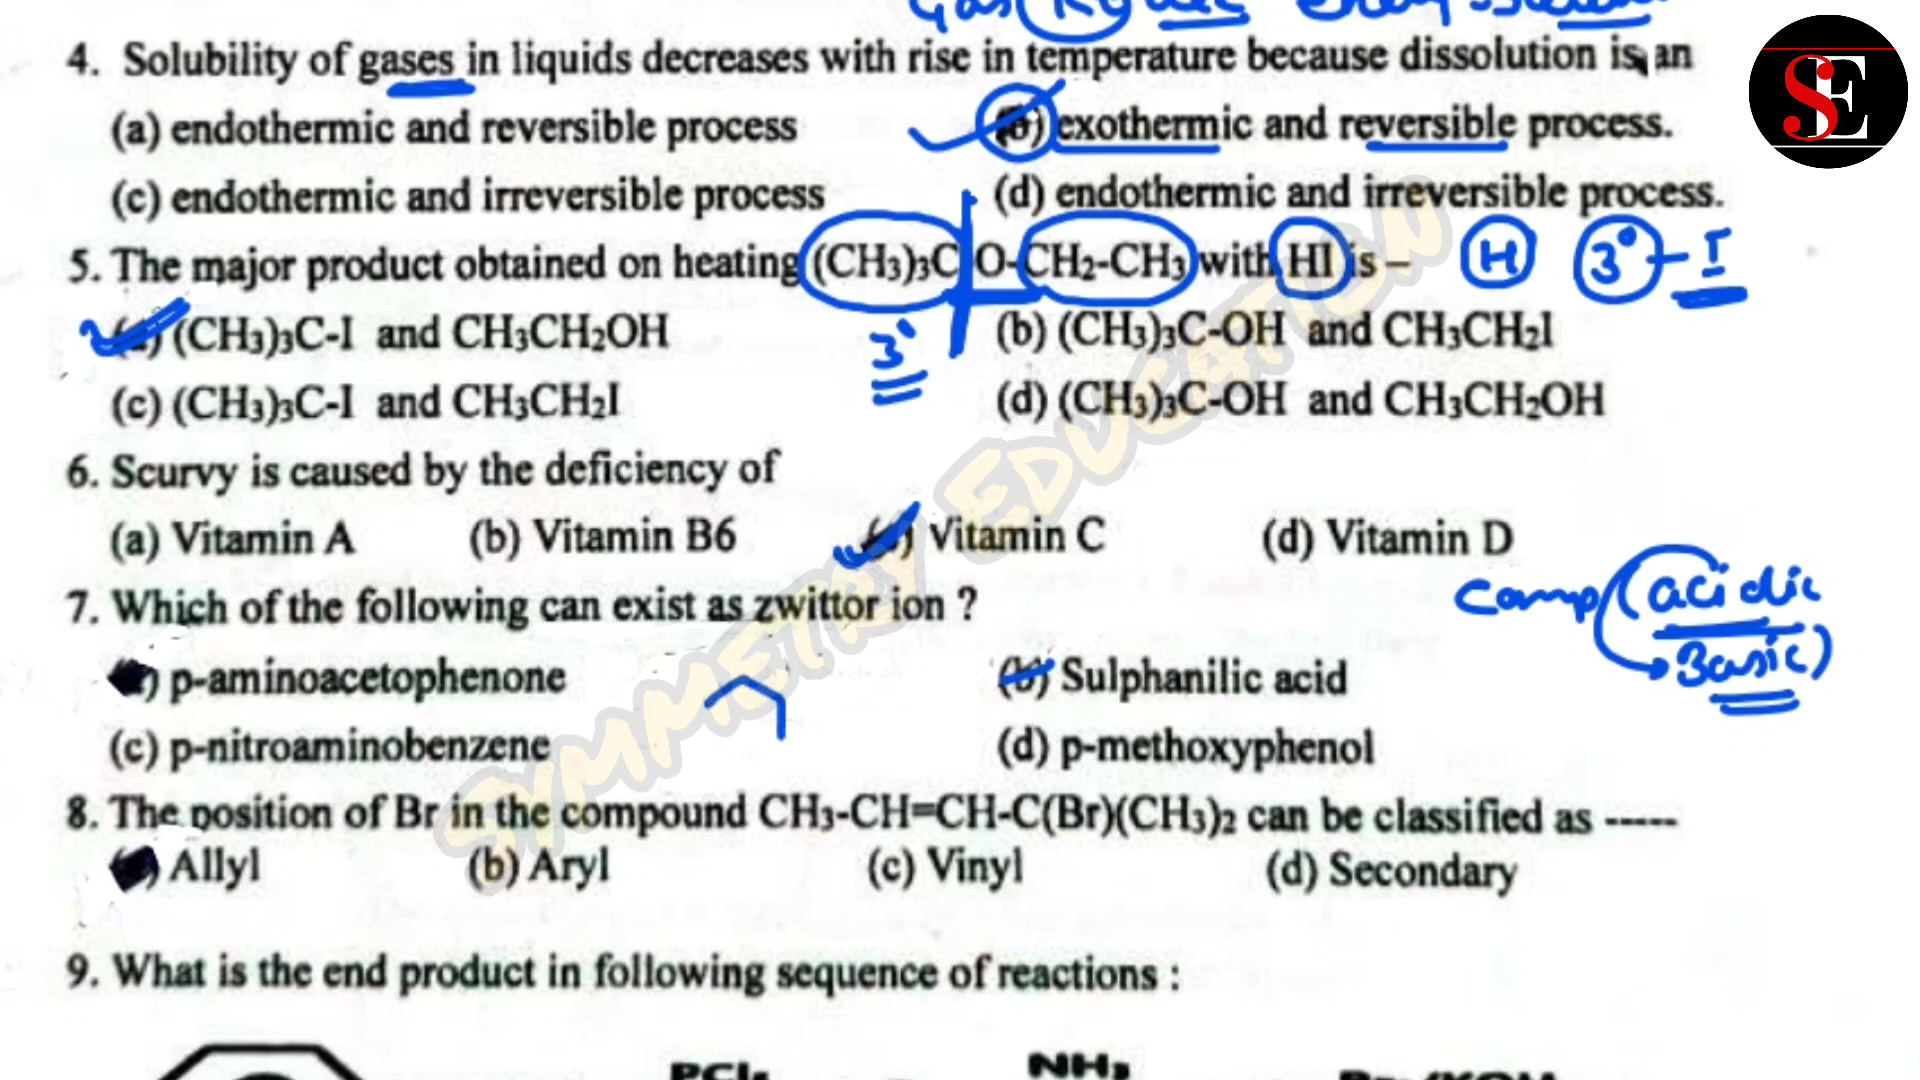 4. Solubility of gases in liquids decreases with rise in temperature because dissolution is an
(a) endothermic and reversible process (b) exothermic and reversible process.
(c) endothermic and irreversible process (d) endothermic and irreversible process.
5. The major product obtained on heating (CH₃)₃C O-CH₂-CH₃ with HI is – H 3° – I
(CH₃)₃C-I and CH₃CH₂OH 3° (b) (CH₃)₃C-OH and CH₃CH₂I
(c) (CH₃)₃C-I and CH₃CH₂I (d) (CH₃)₃C-OH and CH₃CH₂OH
6. Scurvy is caused by the deficiency of
(a) Vitamin A (b) Vitamin B6 Vitamin C (d) Vitamin D
7. Which of the following can exist as zwittor ion ? Comp (acidic
Basic)
p-aminoacetophenone (b) Sulphanilic acid
(c) p-nitroaminobenzene (d) p-methoxyphenol
8. The position of Br in the compound CH₃-CH=CH-C(Br)(CH₃)₂ can be classified as -----
Allyl (b) Aryl (c) Vinyl (d) Secondary
9. What is the end product in following sequence of reactions :
NH₃
SE
SYMMETRY EDUCATION